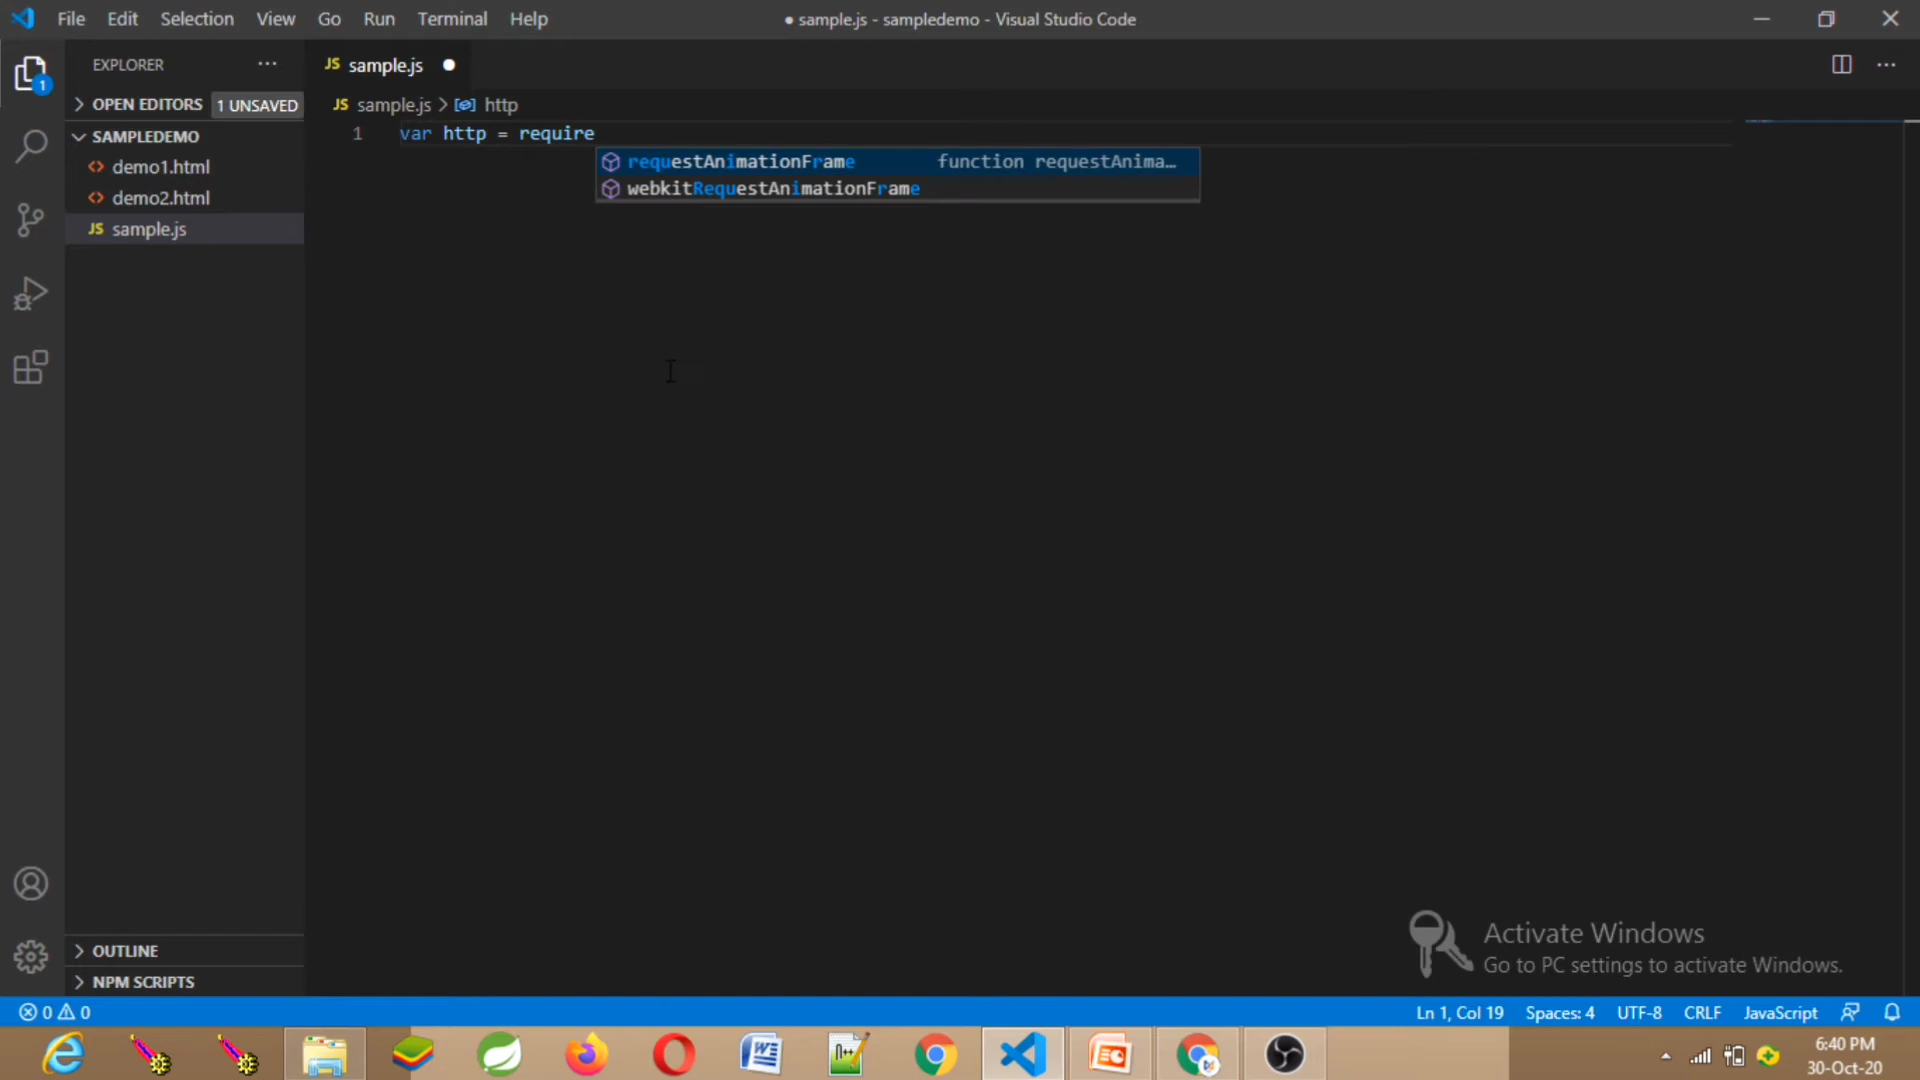 File Edit Selection View Go Run Terminal Help
● sample.js - sampledemo - Visual Studio Code
EXPLORER
OPEN EDITORS 1 UNSAVED
SAMPLEDEMO
demo1.html
demo2.html
JS sample.js
OUTLINE
NPM SCRIPTS
1
JS sample.js
JS sample.js > http
1 var http = require
requestAnimationFrame function requestAnima…
webkitRequestAnimationFrame
Activate Windows
Go to PC settings to activate Windows.
0 0
Ln 1, Col 19 Spaces: 4 UTF-8 CRLF JavaScript
6:40 PM
30-Oct-20